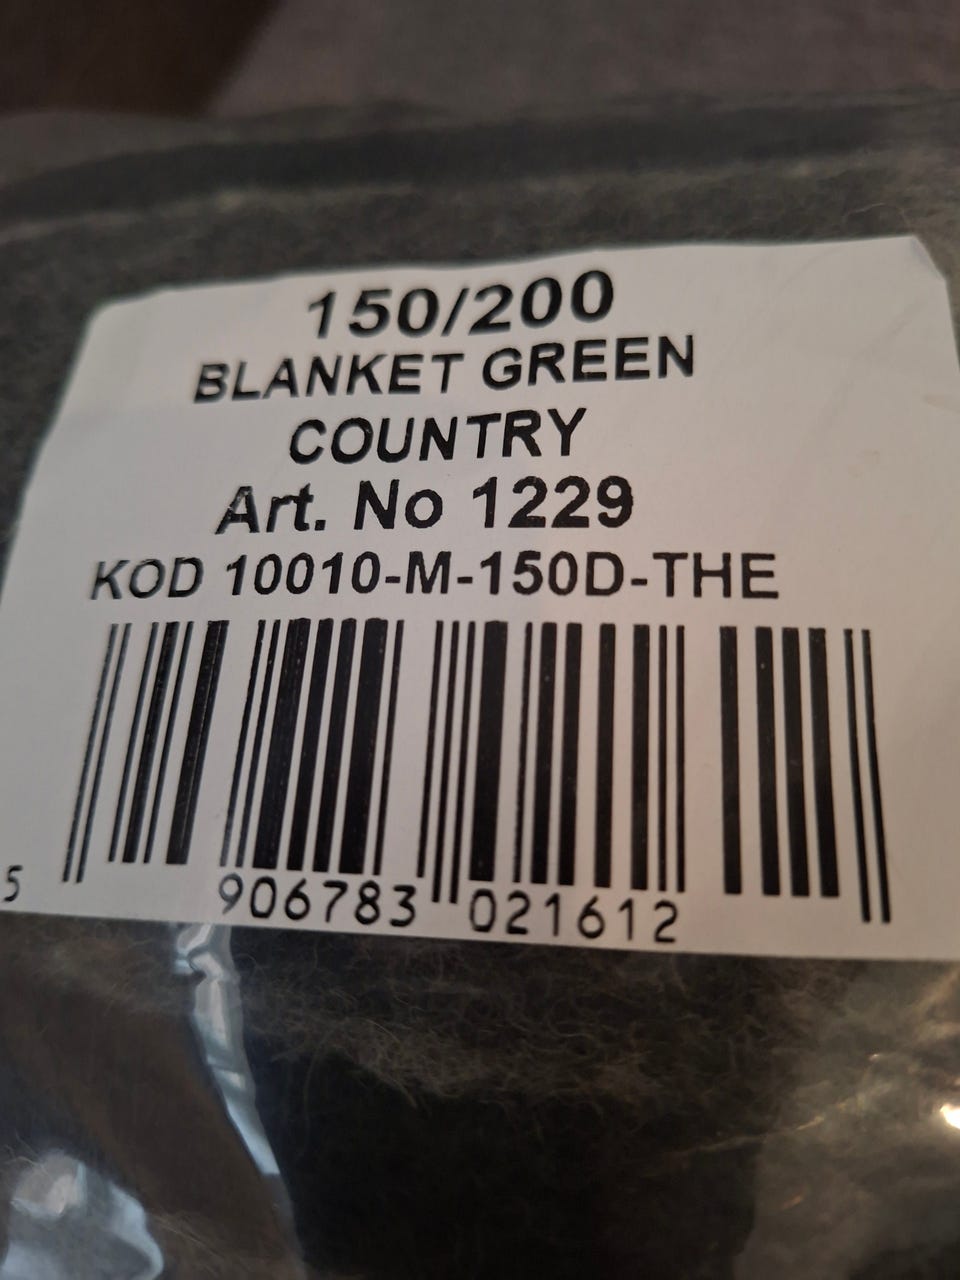 150/200
BLANKET GREEN
COUNTRY
Art. No 1229
KOD 10010-M-150D-THE
5 906783 021612